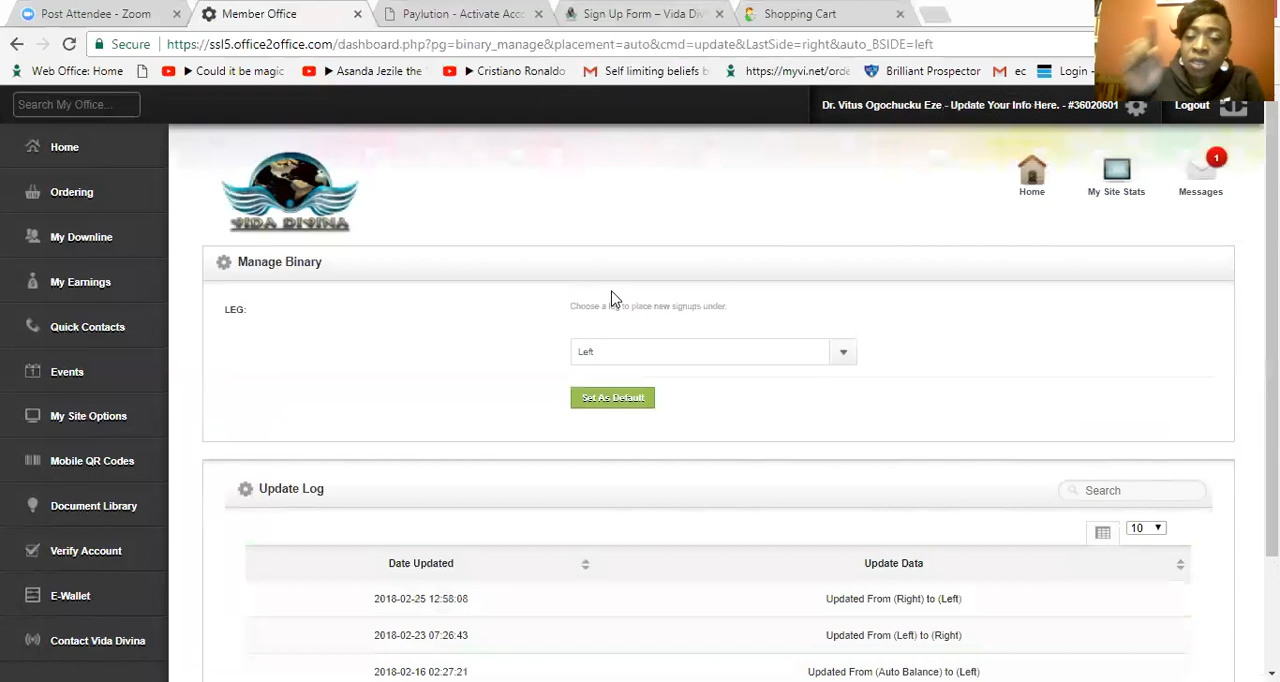 Post Attendee - Zoom
Member Office
Paylution - Activate Acc
Sign Up Form – Vida Div
Shopping Cart
Secure
https://ssl5.office2office.com/dashboard.php?pg=binary_manage&placement=auto&cmd=update&LastSide=right&auto_BSIDE=left
Web Office: Home
Could it be magic
Asanda Jezile the
Cristiano Ronaldo
Self limiting beliefs b
https://myvi.net/orde
Brilliant Prospector
ec
Login -
Search My Office...
Dr. Vitus Ogochucku Eze - Update Your Info Here. - #36020601
Logout
Home
Ordering
My Downline
My Earnings
Quick Contacts
Events
My Site Options
Mobile QR Codes
Document Library
Verify Account
E-Wallet
Contact Vida Divina
VIDA DIVINA
Home
My Site Stats
1
Messages
Manage Binary
LEG:
Choose a leg to place new signups under.
Left
Set As Default
Update Log
Search
10
Date Updated
Update Data
2018-02-25 12:58:08
Updated From (Right) to (Left)
2018-02-23 07:26:43
Updated From (Left) to (Right)
2018-02-16 02:27:21
Updated From (Auto Balance) to (Left)